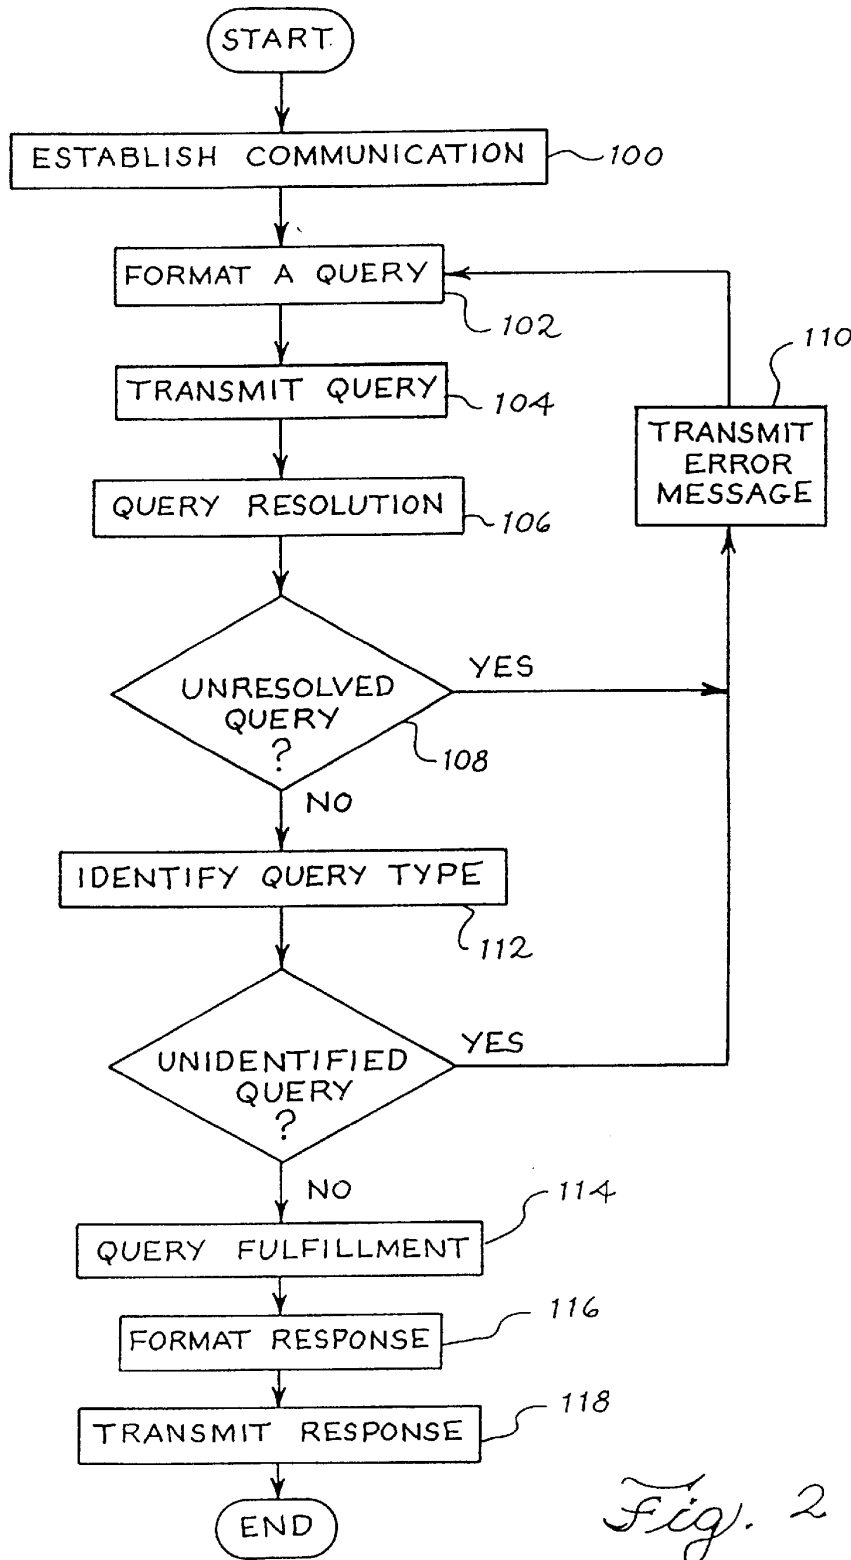 START
ESTABLISH COMMUNICATION
100
FORMAT A QUERY
102
TRANSMIT QUERY
104
110
TRANSMIT
ERROR
MESSAGE
QUERY RESOLUTION
106
YES
UNRESOLVED
QUERY
?
108
NO
IDENTIFY QUERY TYPE
112
YES
UNIDENTIFIED
QUERY
?
NO
114
QUERY FULFILLMENT
116
FORMAT RESPONSE
118
TRANSMIT RESPONSE
END
Fig. 2